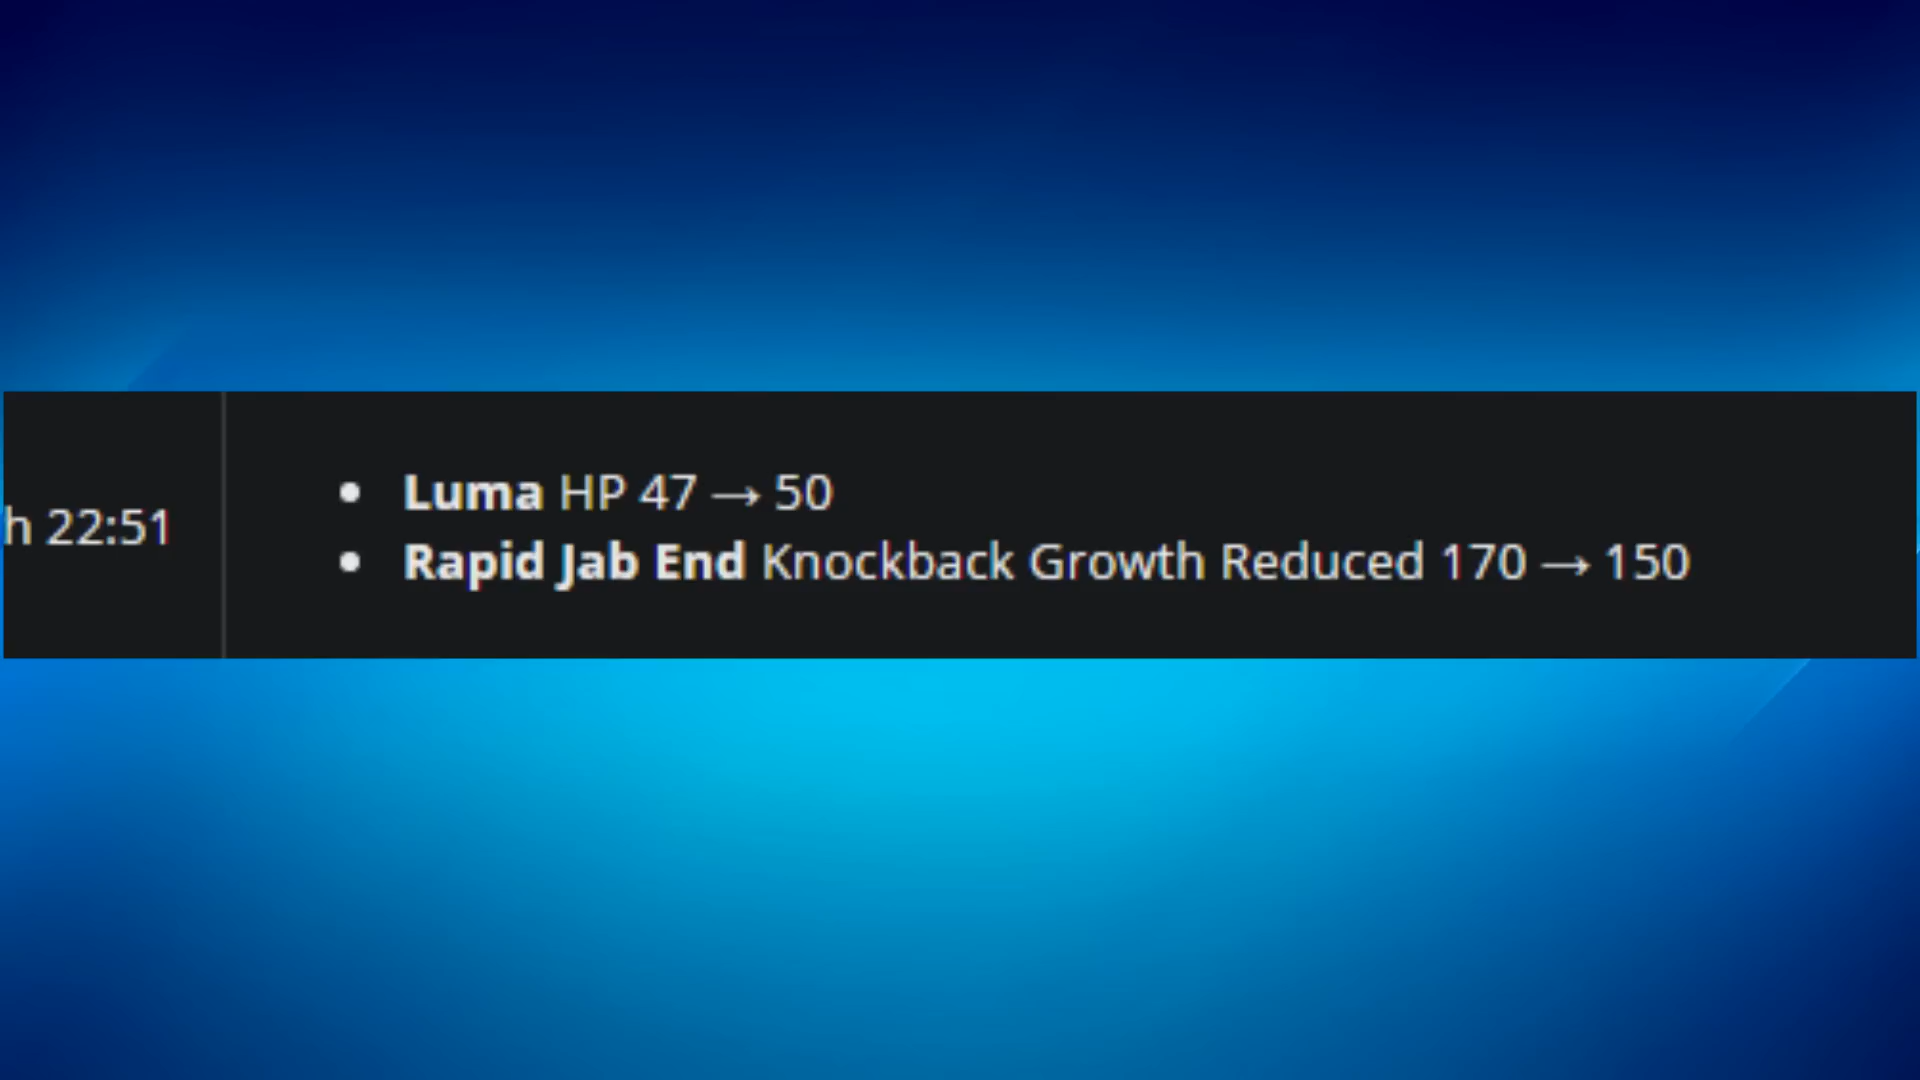 h 22:51
• Luma HP 47 → 50
• Rapid Jab End Knockback Growth Reduced 170 → 150